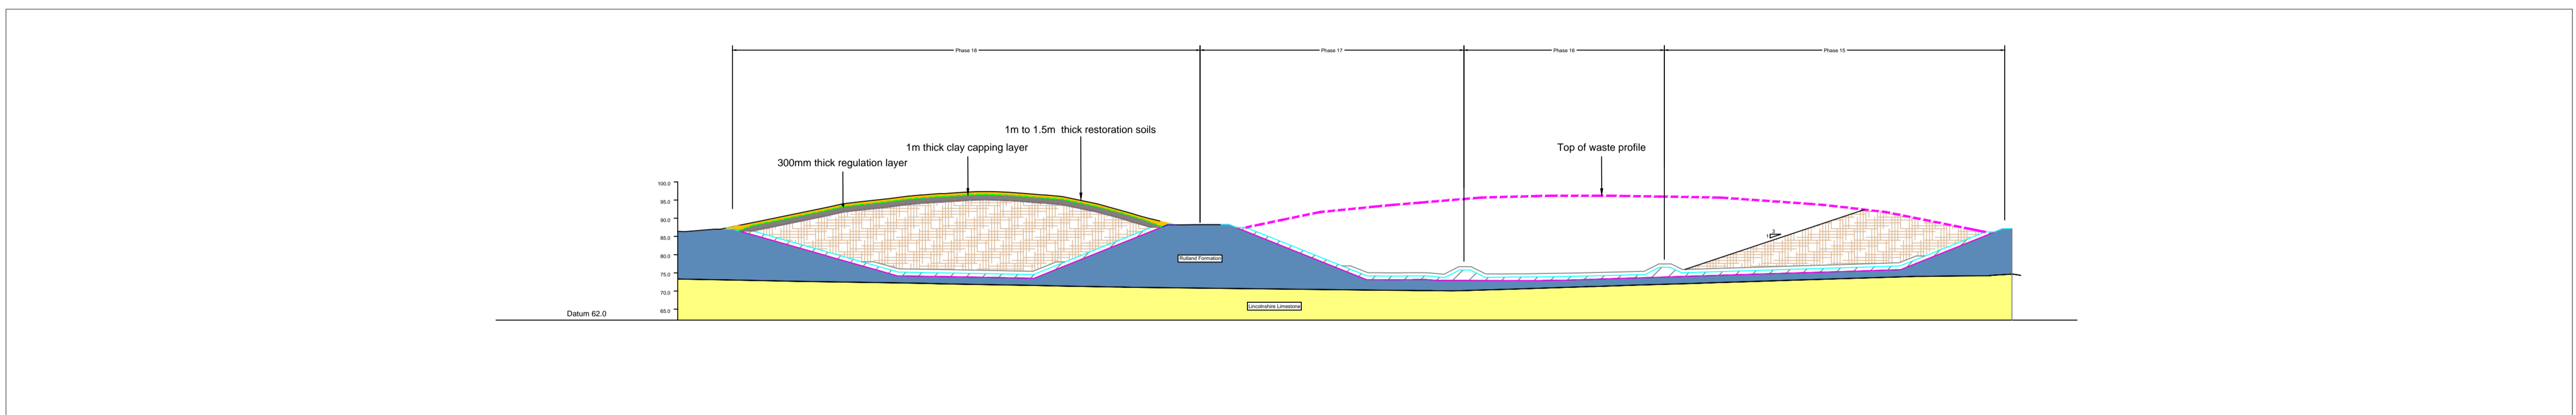 Phase 18
Phase 17
Phase 16
Phase 15
1m to 1.5m thick restoration soils
1m thick clay capping layer
Top of waste profile
300mm thick regulation layer
100.0
95.0
90.0
85.0
80.0
75.0
70.0
65.0
3
1
Rutland Formation
Lincolnshire Limestone
Datum 62.0